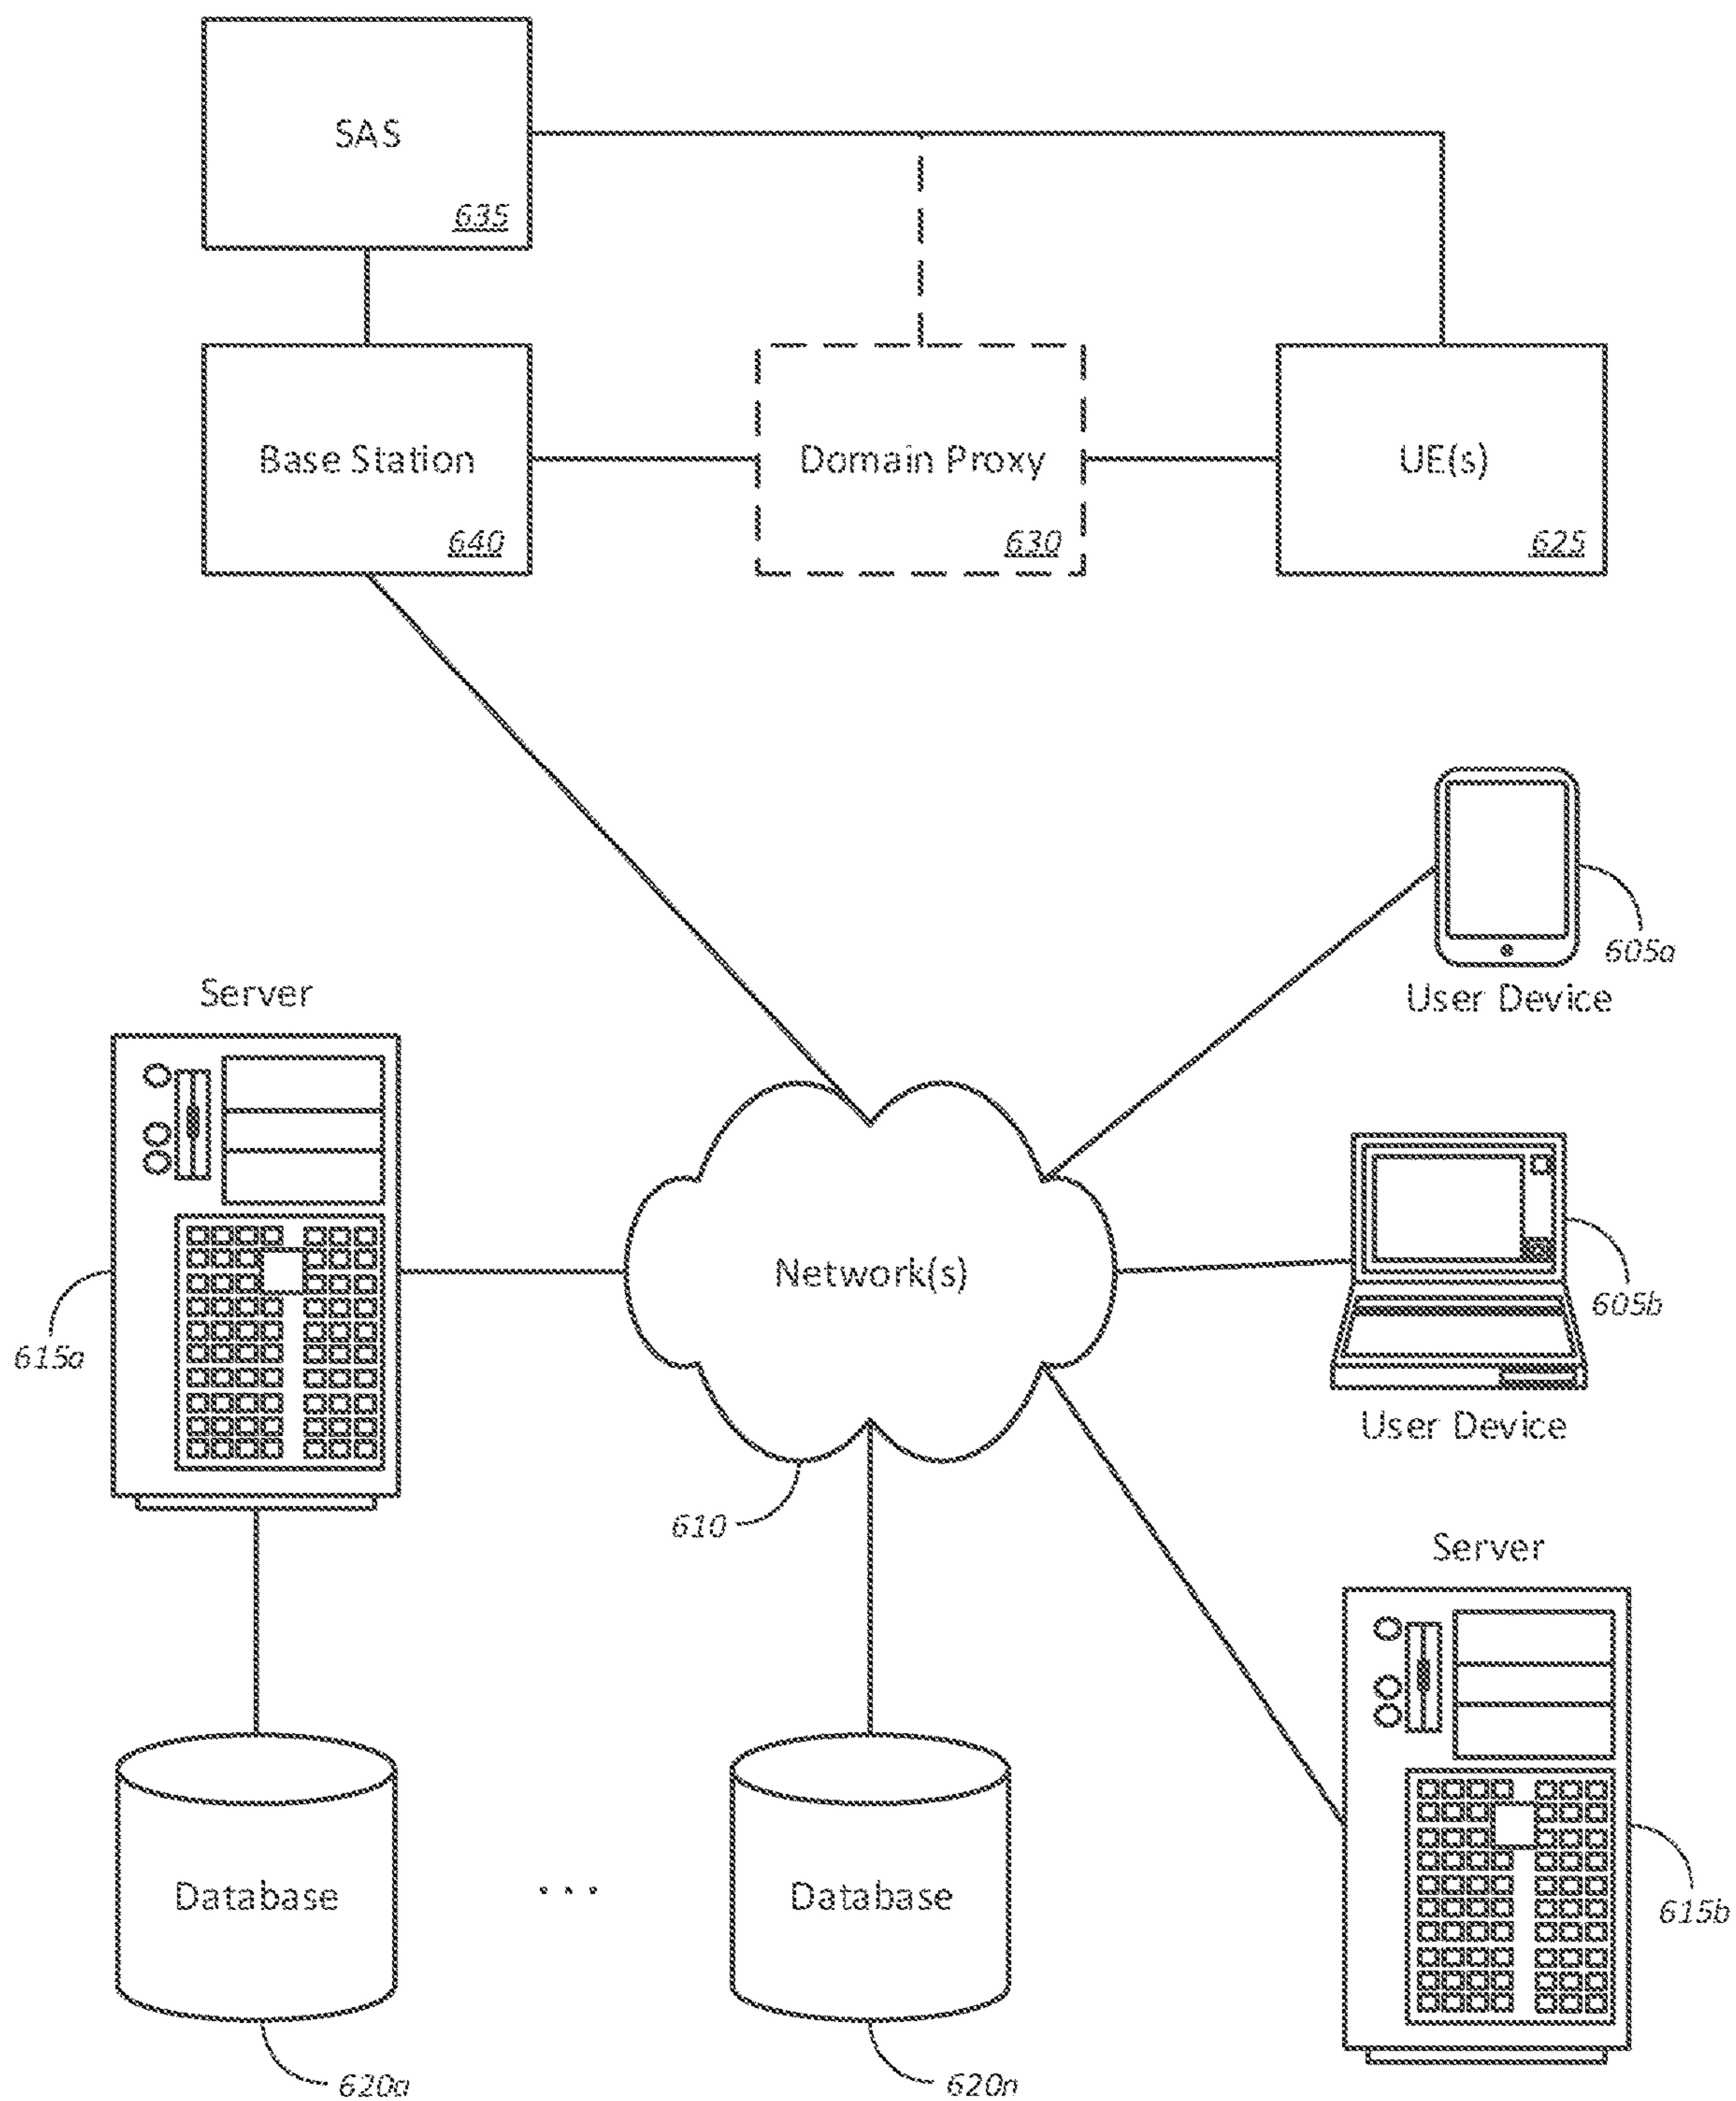 SAS
635
Base Station
640
Domain Proxy
630
UE(s)
625
605a
User Device
Server
615a
Network(s)
610
605b
User Device
Server
615b
Database
620a
...
Database
620n